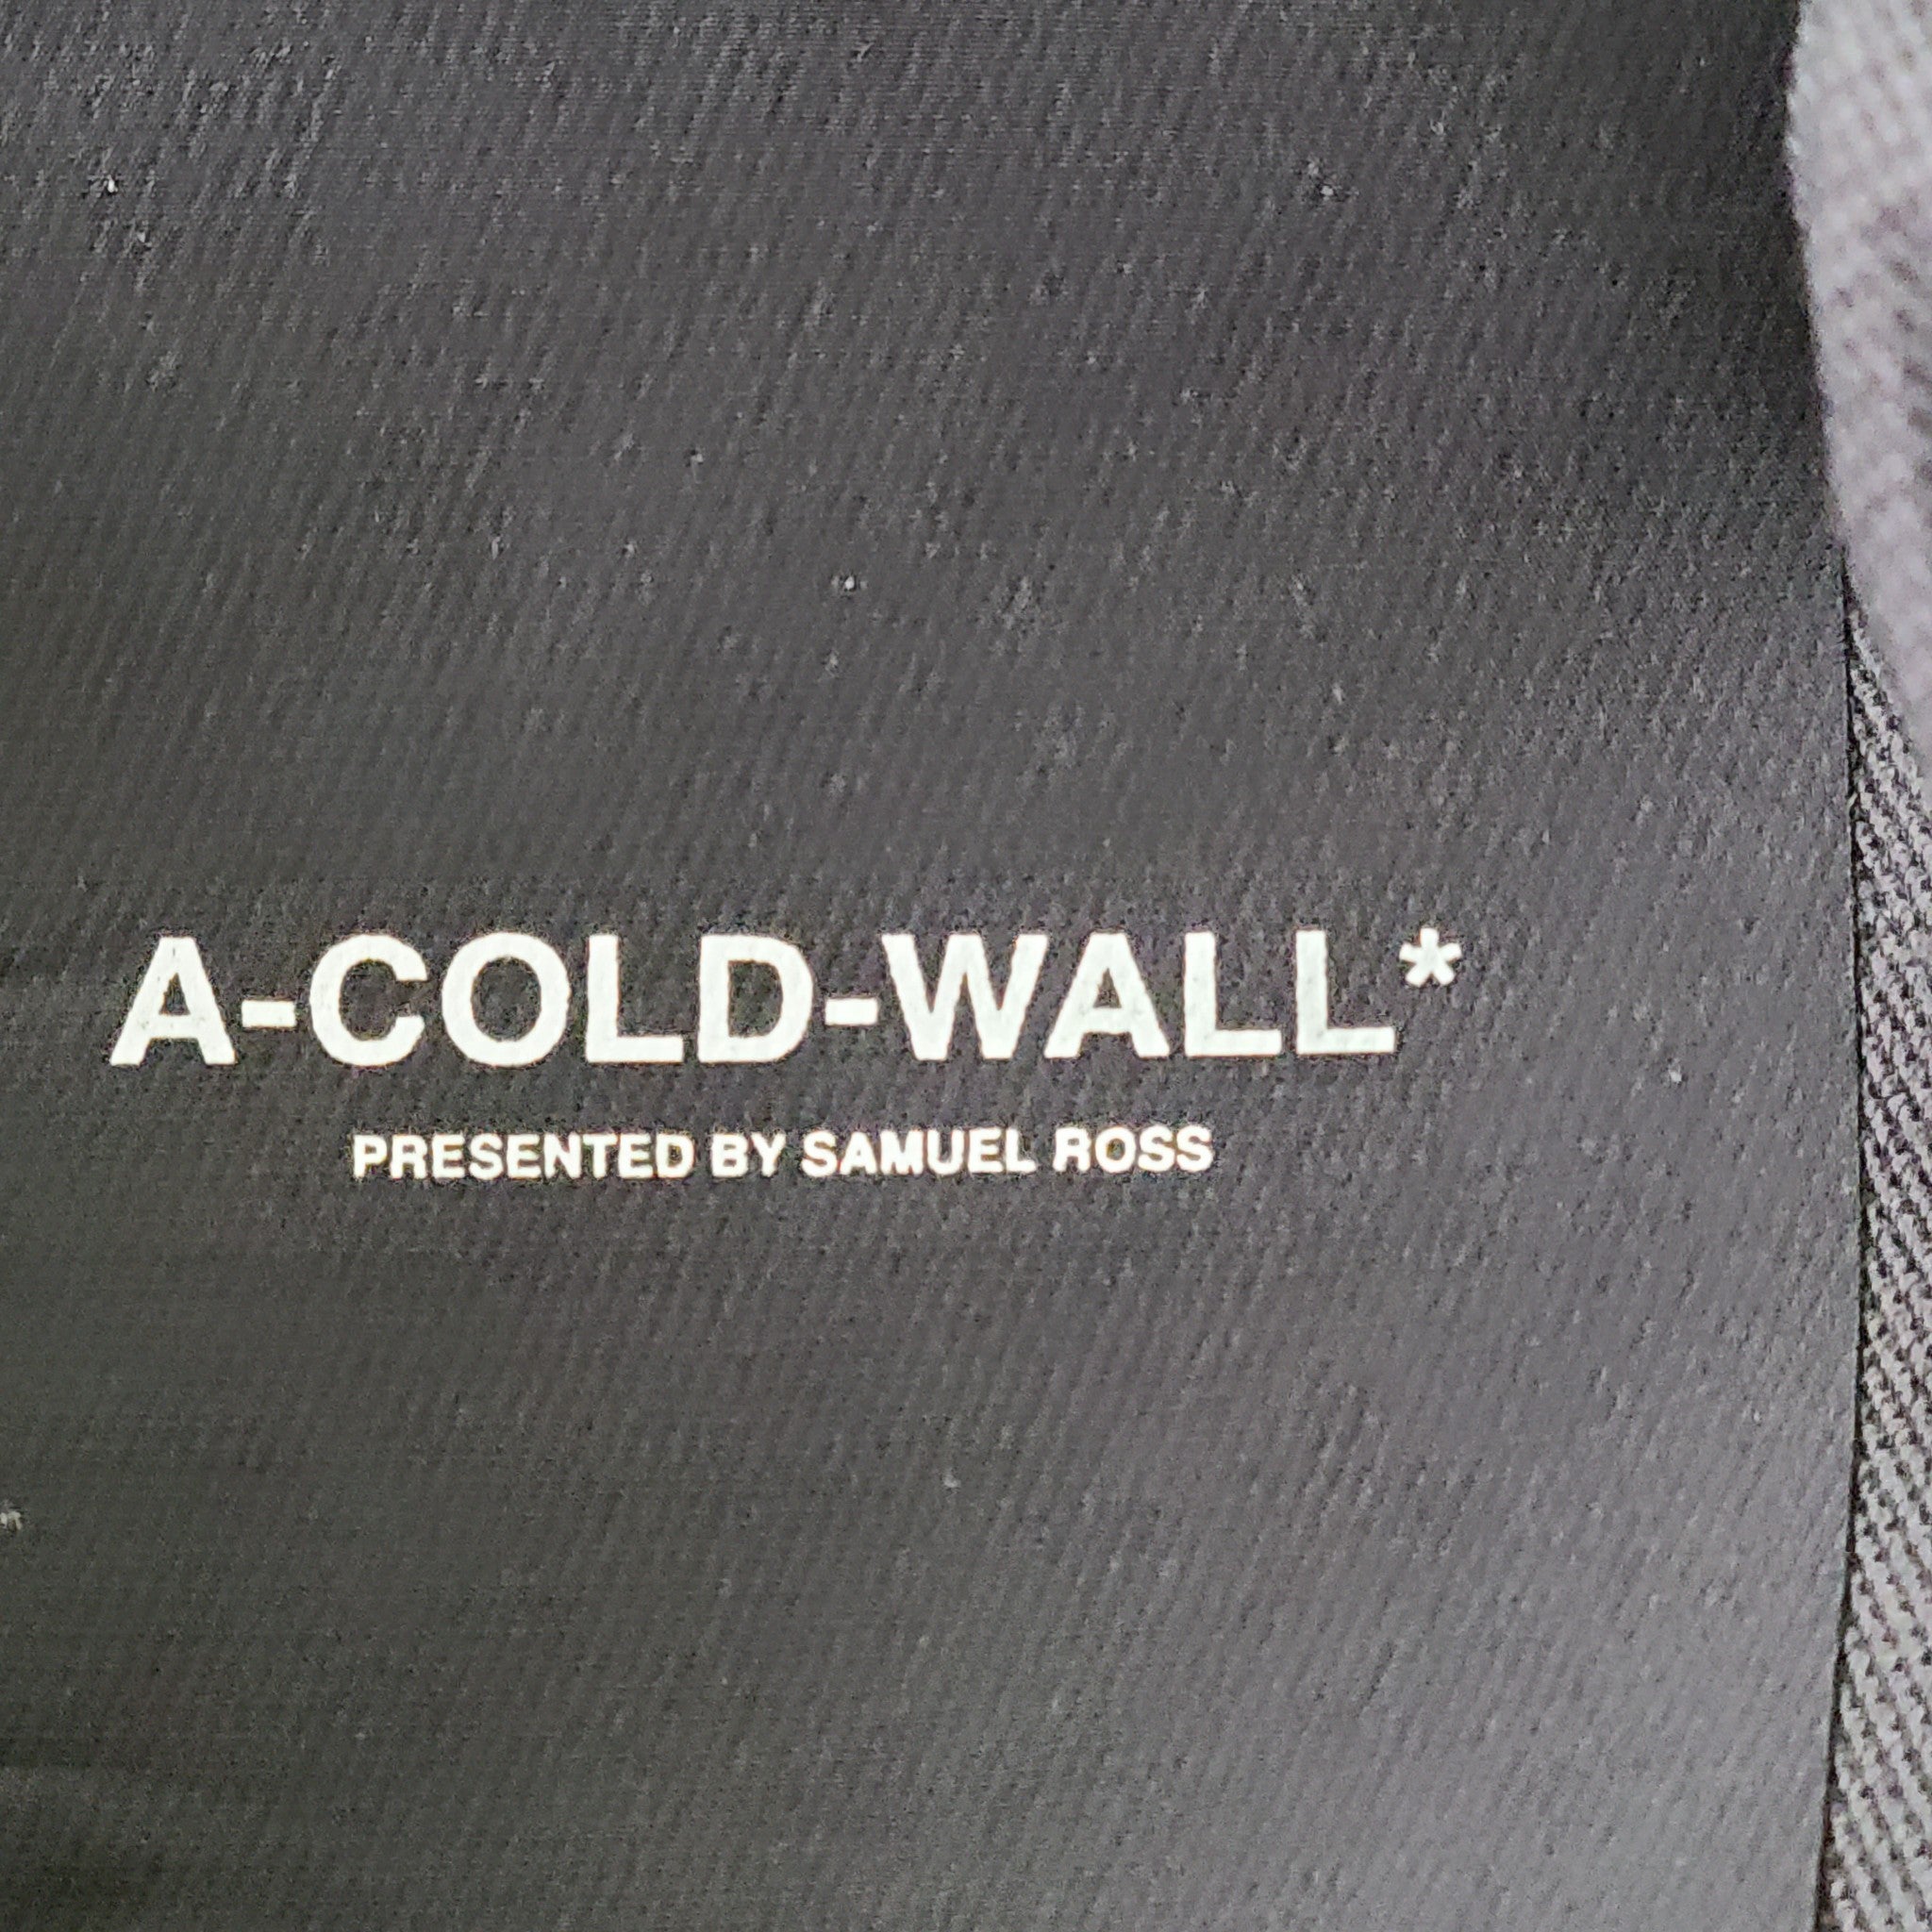 A-COLD-WALL*
PRESENTED BY SAMUEL ROSS